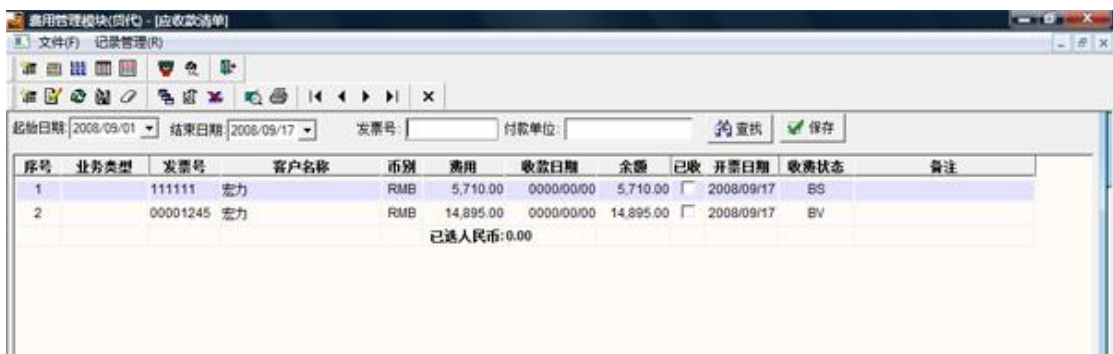 费用管理模块(货代) - [应收款清单]
文件(F) 记录管理(R)
起始日期: 2008/09/01 结束日期: 2008/09/17 发票号: 付款单位: 查找 保存
序号 业务类型 发票号 客户名称 币别 费用 收款日期 余额 已收 开票日期 收费状态 备注
1 111111 宏力 RMB 5,710.00 0000/00/00 5,710.00 2008/09/17 BS
2 00001245 宏力 RMB 14,895.00 0000/00/00 14,895.00 2008/09/17 BV
已选人民币:0.00